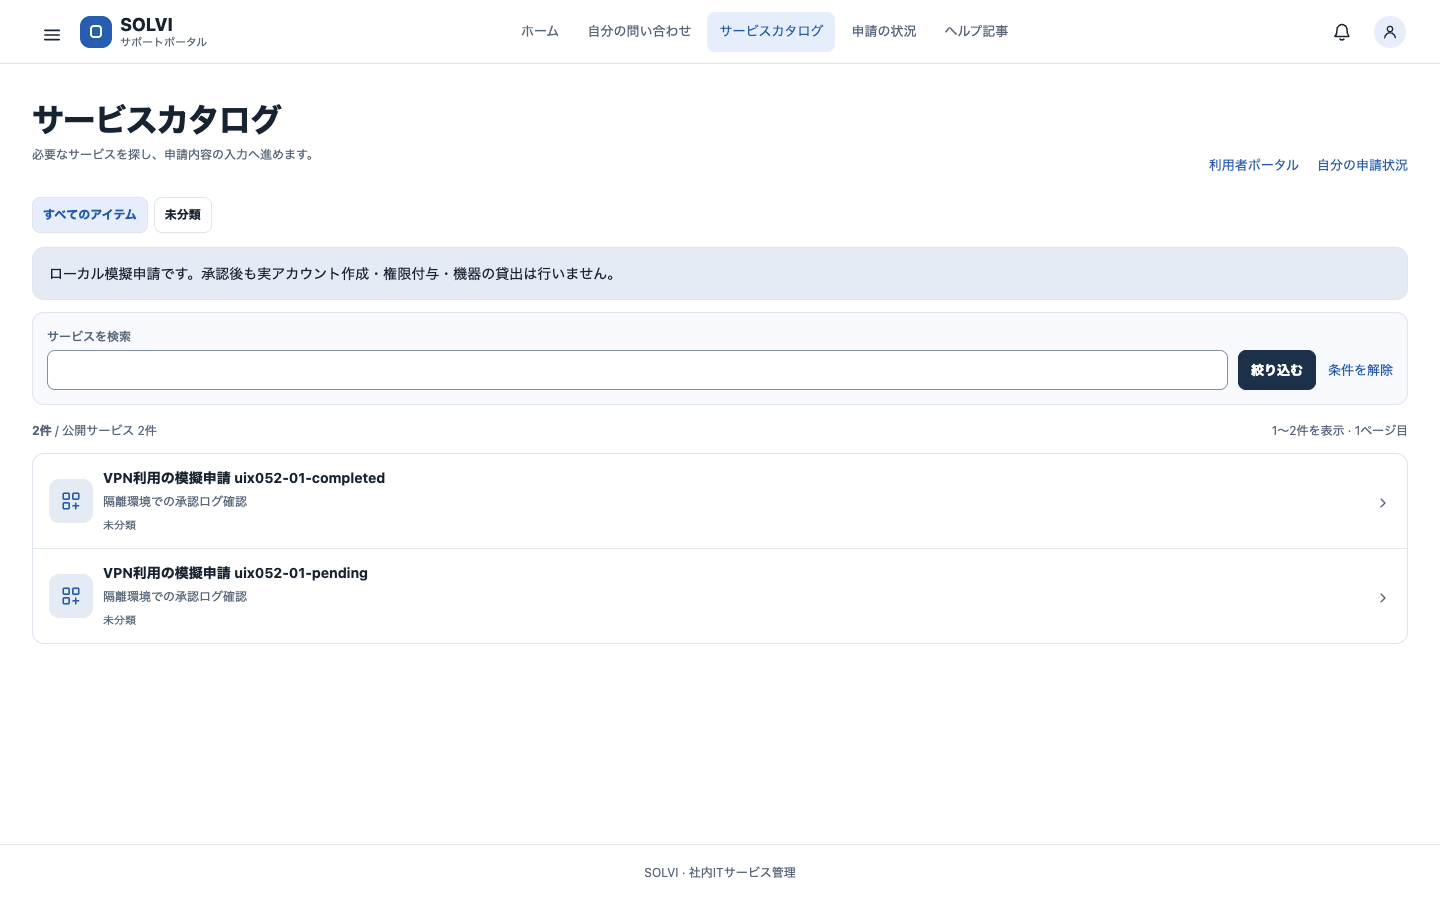 SOLVI
サポートポータル
ホーム
自分の問い合わせ
サービスカタログ
申請の状況
ヘルプ記事
サービスカタログ
必要なサービスを探し、申請内容の入力へ進めます。
利用者ポータル
自分の申請状況
すべてのアイテム
未分類
ローカル模擬申請です。承認後も実アカウント作成・権限付与・機器の貸出は行いません。
サービスを検索
絞り込む
条件を解除
2件 / 公開サービス 2件
1〜2件を表示 · 1ページ目
VPN利用の模擬申請 uix052-01-completed
隔離環境での承認ログ確認
未分類
VPN利用の模擬申請 uix052-01-pending
隔離環境での承認ログ確認
未分類
SOLVI · 社内ITサービス管理